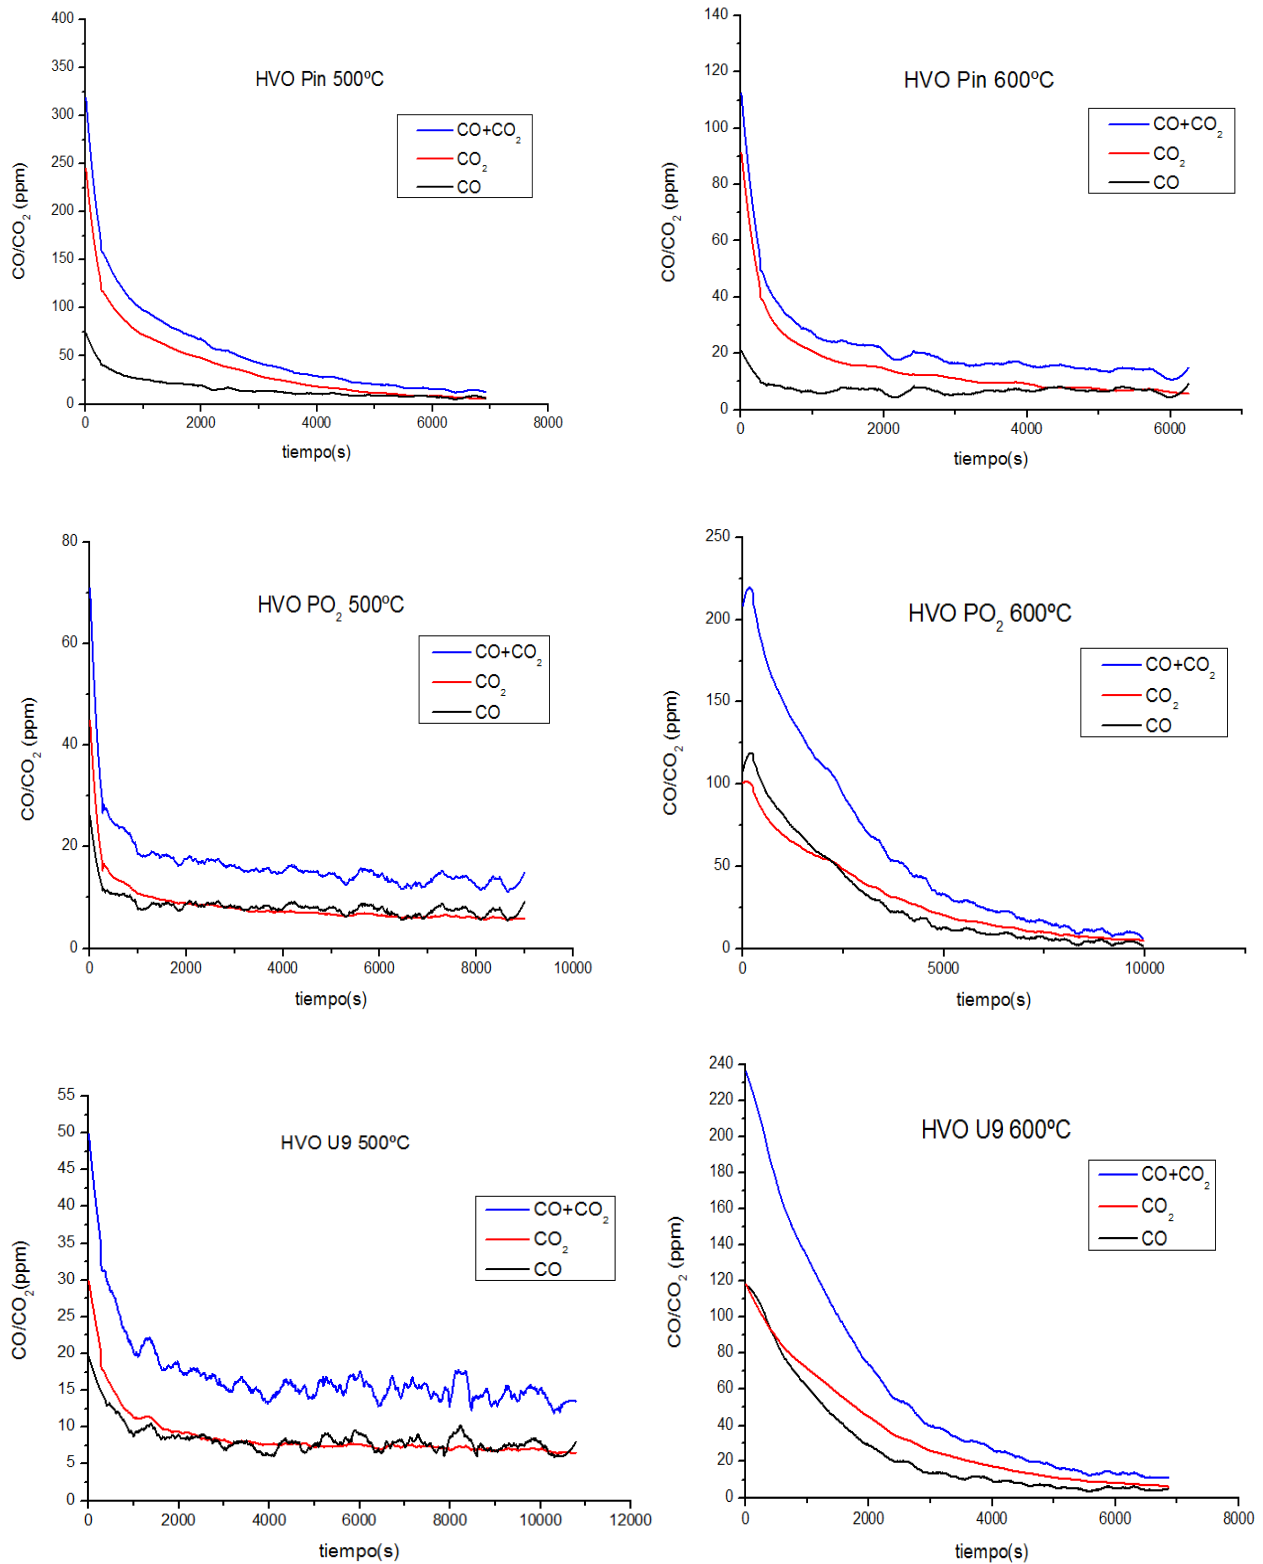 HVO Pin 500ºC
CO+CO2
CO2
CO
CO/CO2 (ppm)
400
350
300
250
200
150
100
50
0
0 2000 4000 6000 8000
tiempo(s)
HVO Pin 600ºC
CO+CO2
CO2
CO
CO/CO2 (ppm)
140
120
100
80
60
40
20
0
0 2000 4000 6000
tiempo(s)
HVO PO2 500ºC
CO+CO2
CO2
CO
CO/CO2 (ppm)
80
60
40
20
0
0 2000 4000 6000 8000 10000
tiempo(s)
HVO PO2 600ºC
CO+CO2
CO2
CO
CO/CO2 (ppm)
250
200
150
100
50
0
0 5000 10000
tiempo(s)
HVO U9 500ºC
CO+CO2
CO2
CO
CO/CO2(ppm)
55
50
45
40
35
30
25
20
15
10
5
0
0 2000 4000 6000 8000 10000 12000
tiempo(s)
HVO U9 600ºC
CO+CO2
CO2
CO
CO/CO2 (ppm)
240
220
200
180
160
140
120
100
80
60
40
20
0
0 2000 4000 6000 8000
tiempo(s)